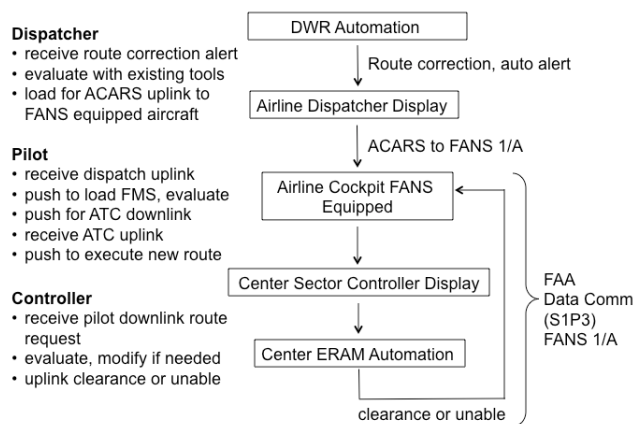 Dispatcher
• receive route correction alert
• evaluate with existing tools
• load for ACARS uplink to
FANS equipped aircraft
Pilot
• receive dispatch uplink
• push to load FMS, evaluate
• push for ATC downlink
• receive ATC uplink
• push to execute new route
Controller
• receive pilot downlink route
request
• evaluate, modify if needed
• uplink clearance or unable
DWR Automation
Route correction, auto alert
Airline Dispatcher Display
ACARS to FANS 1/A
Airline Cockpit FANS
Equipped
Center Sector Controller Display
Center ERAM Automation
clearance or unable
FAA
Data Comm
(S1P3)
FANS 1/A